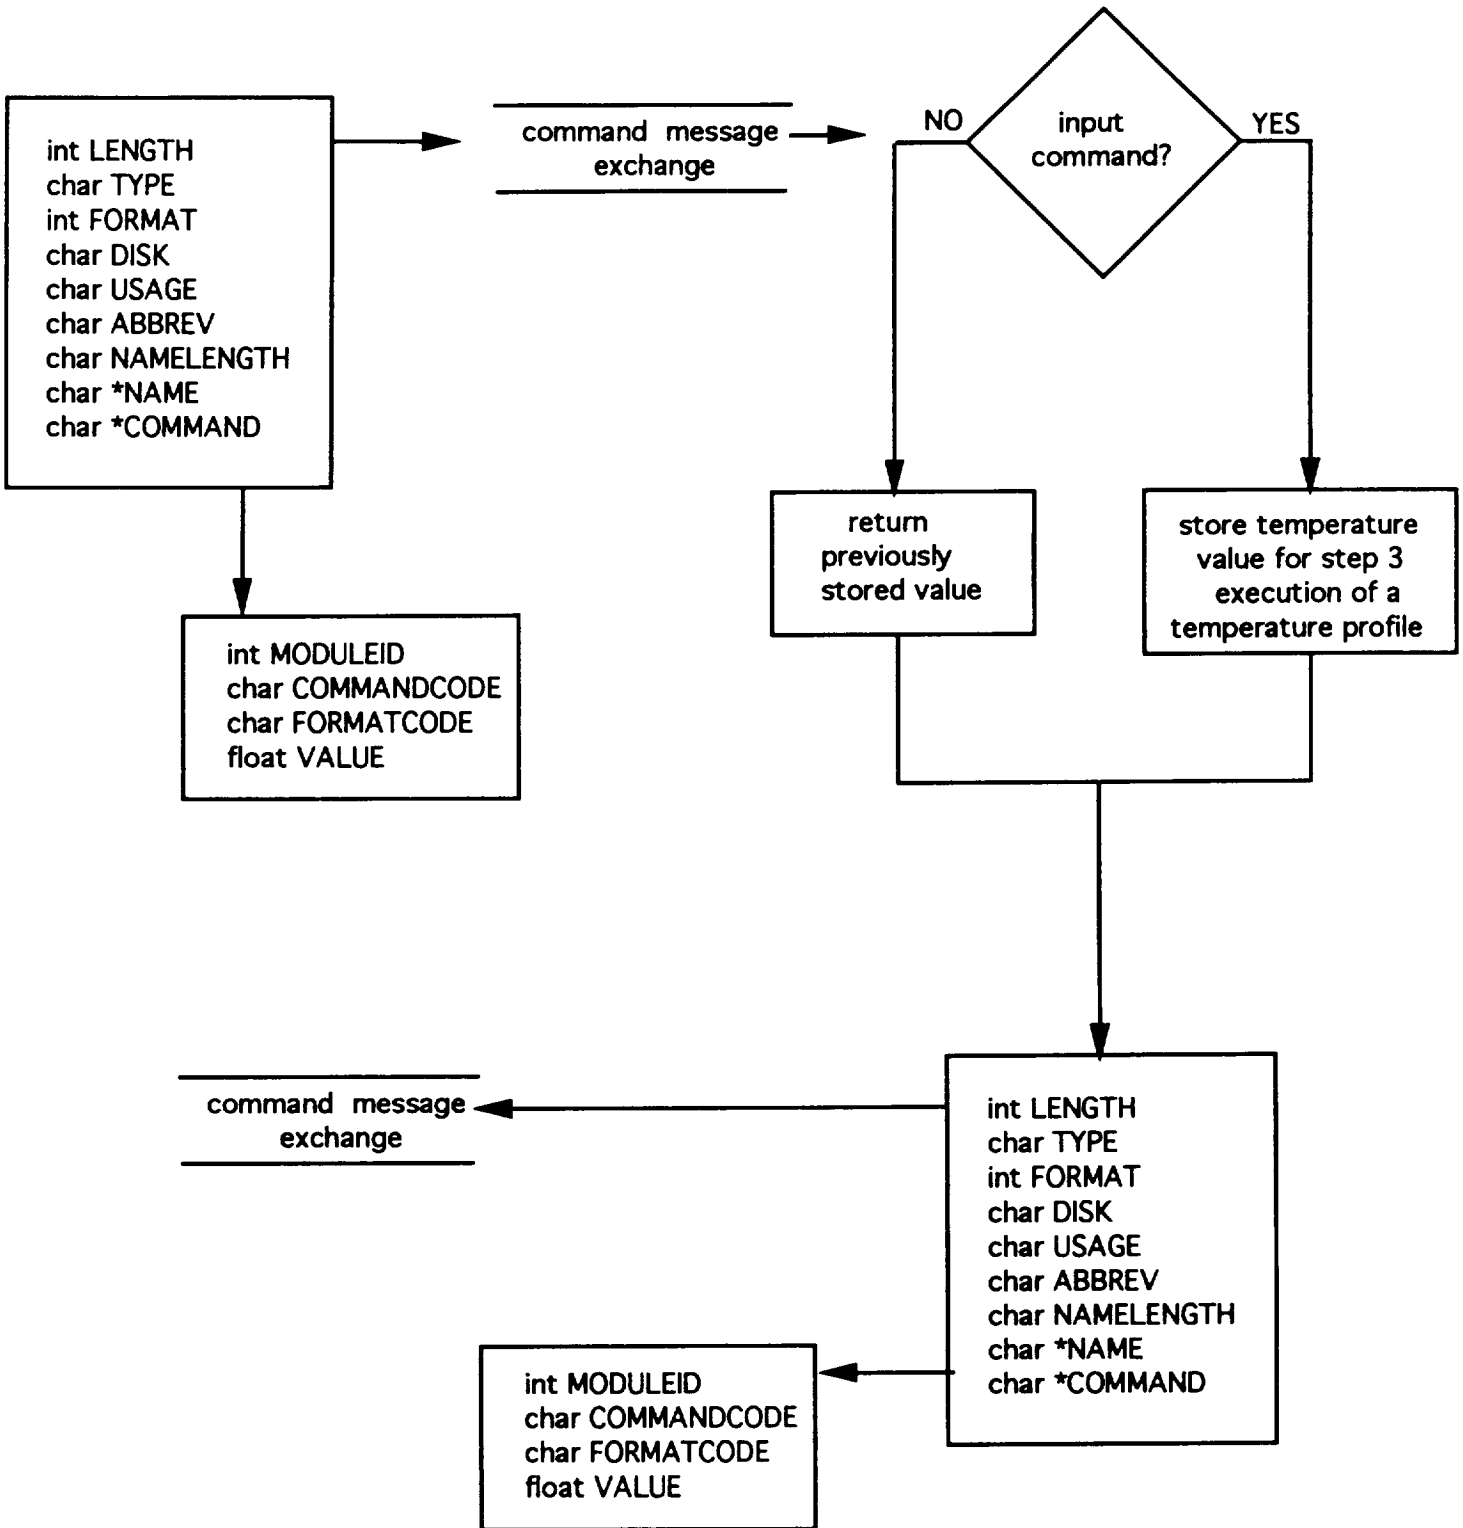 int LENGTH
char TYPE
int FORMAT
char DISK
char USAGE
char ABBREV
char NAMELENGTH
char *NAME
char *COMMAND
command message
exchange
NO
input
command?
YES
int MODULEID
char COMMANDCODE
char FORMATCODE
float VALUE
return
previously
stored value
store temperature
value for step 3
execution of a
temperature profile
command message
exchange
int LENGTH
char TYPE
int FORMAT
char DISK
char USAGE
char ABBREV
char NAMELENGTH
char *NAME
char *COMMAND
int MODULEID
char COMMANDCODE
char FORMATCODE
float VALUE